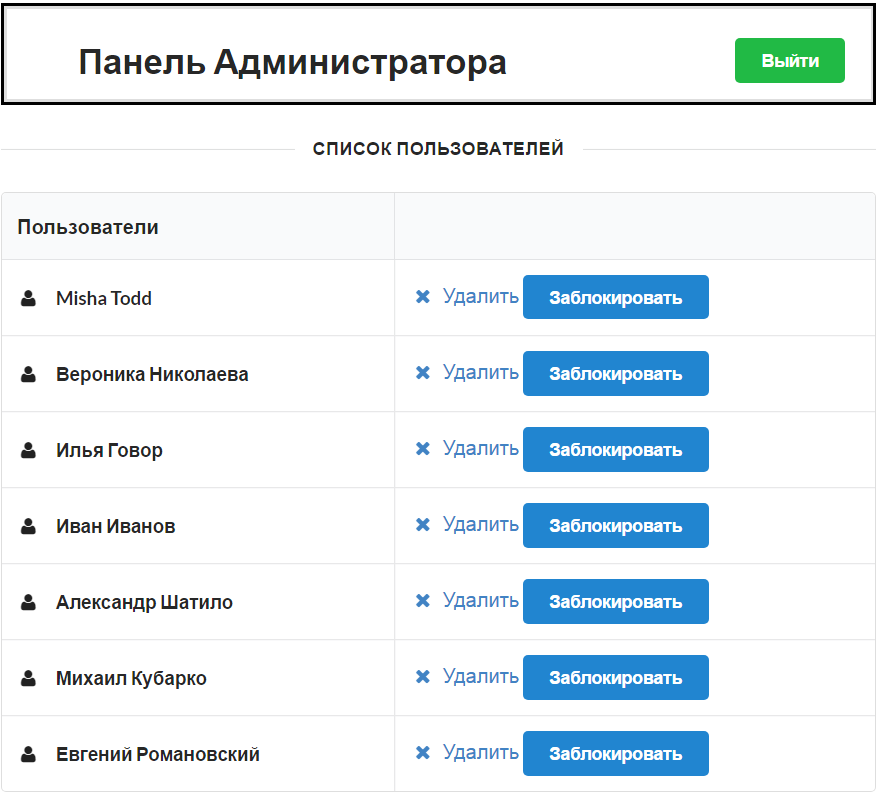 Панель Администратора
Выйти
СПИСОК ПОЛЬЗОВАТЕЛЕЙ
Пользователи
Misha Todd Удалить Заблокировать
Вероника Николаева Удалить Заблокировать
Илья Говор Удалить Заблокировать
Иван Иванов Удалить Заблокировать
Александр Шатило Удалить Заблокировать
Михаил Кубарко Удалить Заблокировать
Евгений Романовский Удалить Заблокировать